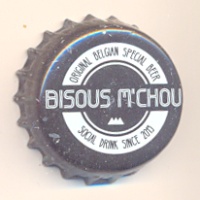 ORIGINAL BELGIAN SPECIAL BEER
BISOUS M'CHOU
SOCIAL DRINK SINCE 2013